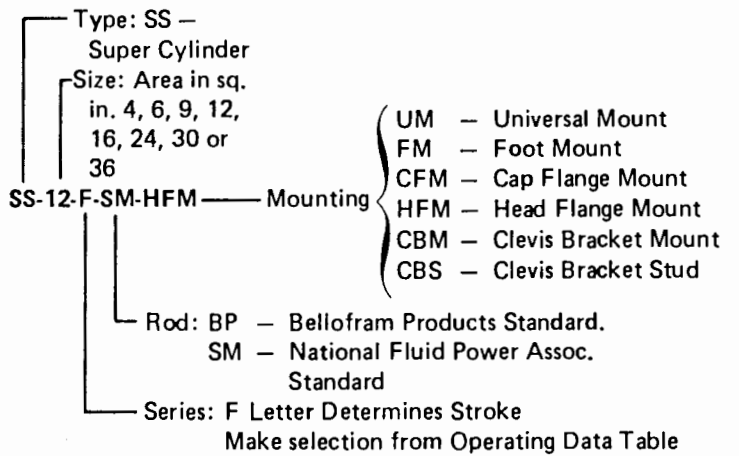 Type: SS –
Super Cylinder
Size: Area in sq.
in. 4, 6, 9, 12,
16, 24, 30 or
36
SS-12-F-SM-HFM
Mounting
UM – Universal Mount
FM – Foot Mount
CFM – Cap Flange Mount
HFM – Head Flange Mount
CBM – Clevis Bracket Mount
CBS – Clevis Bracket Stud
Rod: BP – Bellofram Products Standard.
SM – National Fluid Power Assoc.
Standard
Series: F Letter Determines Stroke
Make selection from Operating Data Table